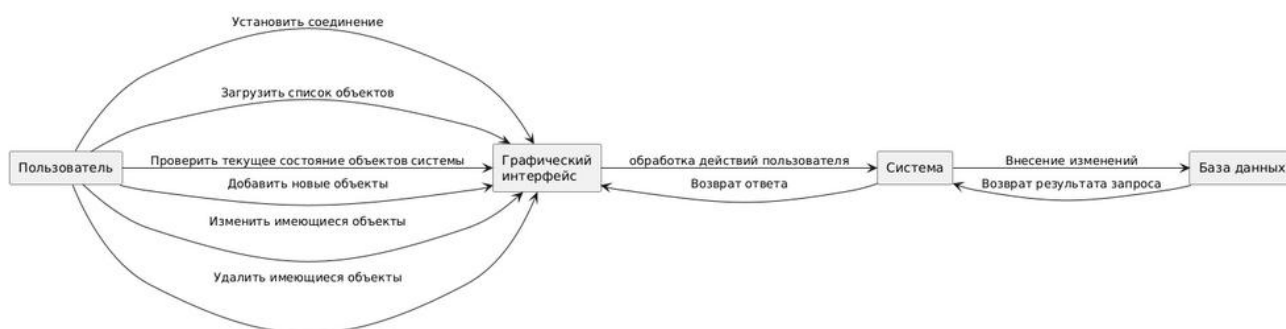 Установить соединение
Загрузить список объектов
Пользователь
Проверить текущее состояние объектов системы
Графический
интерфейс
обработка действий пользователя
Система
Внесение изменений
База данных
Добавить новые объекты
Возврат ответа
Возврат результата запроса
Изменить имеющиеся объекты
Удалить имеющиеся объекты